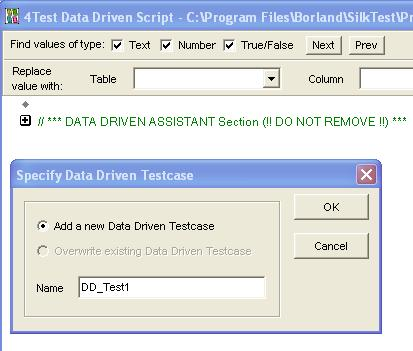 4Test Data Driven Script - C:\Program Files\Borland\SilkTest\Pr
Find values of type: Text Number True/False Next Prev
Replace value with: Table Column
// *** DATA DRIVEN ASSISTANT Section (!! DO NOT REMOVE !!) ***
Specify Data Driven Testcase
Add a new Data Driven Testcase
OK
Overwrite existing Data Driven Testcase
Cancel
Name DD_Test1